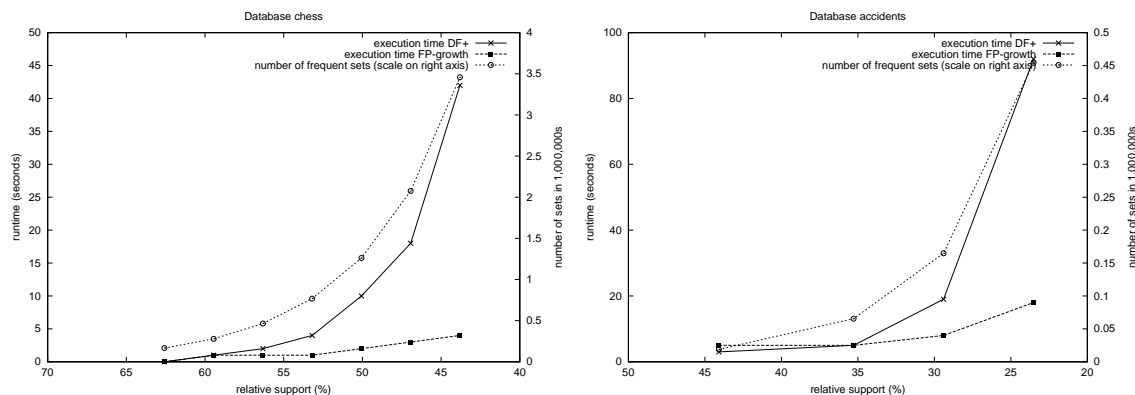 Database chess
execution time DF+
execution time FP-growth
number of frequent sets (scale on right axis)
runtime (seconds)
50
45
40
35
30
25
20
15
10
5
0
number of sets in 1,000,000s
4
3.5
3
2.5
2
1.5
1
0.5
0
70 65 60 55 50 45 40
relative support (%)
Database accidents
execution time DF+
execution time FP-growth
number of frequent sets (scale on right axis)
runtime (seconds)
100
80
60
40
20
0
number of sets in 1,000,000s
0.5
0.45
0.4
0.35
0.3
0.25
0.2
0.15
0.1
0.05
0
50 45 40 35 30 25 20
relative support (%)